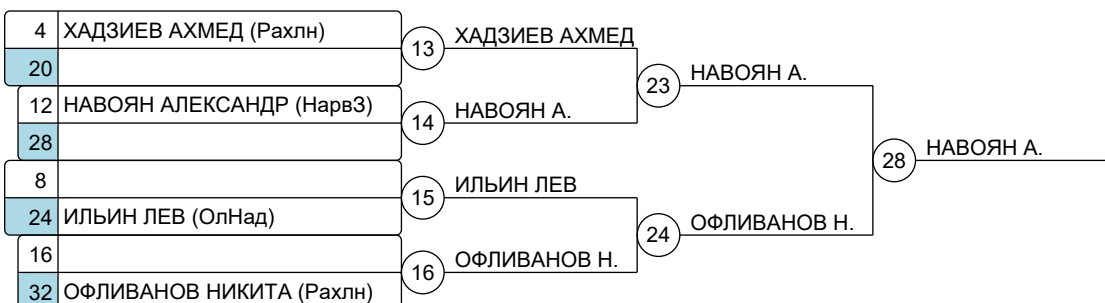 4 ХАДЗИЕВ АХМЕД (Рахлн)
20
12 НАВОЯН АЛЕКСАНДР (НарвЗ)
28
8
24 ИЛЬИН ЛЕВ (ОлНад)
16
32 ОФЛИВАНОВ НИКИТА (Рахлн)
13 ХАДЗИЕВ АХМЕД
14 НАВОЯН А.
15 ИЛЬИН ЛЕВ
16 ОФЛИВАНОВ Н.
23 НАВОЯН А.
24 ОФЛИВАНОВ Н.
28 НАВОЯН А.